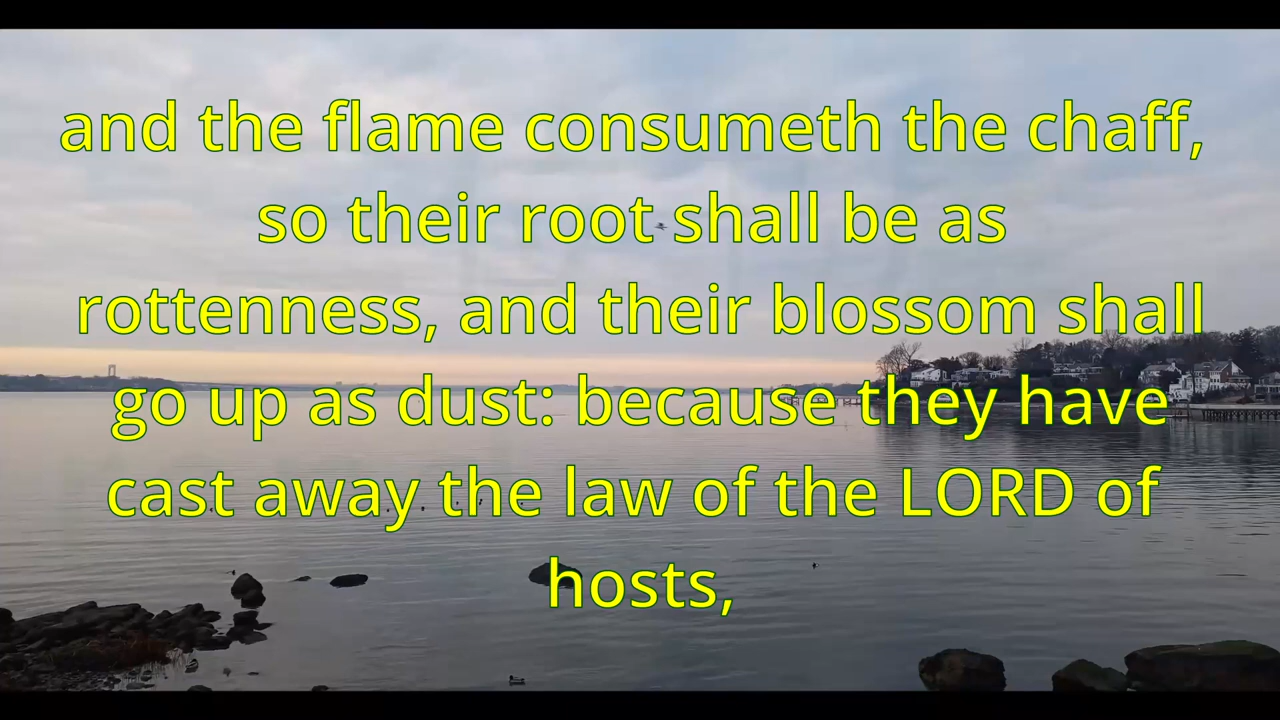 and the flame consumeth the chaff,
so their root shall be as
rottenness, and their blossom shall
go up as dust: because they have
cast away the law of the LORD of
hosts,